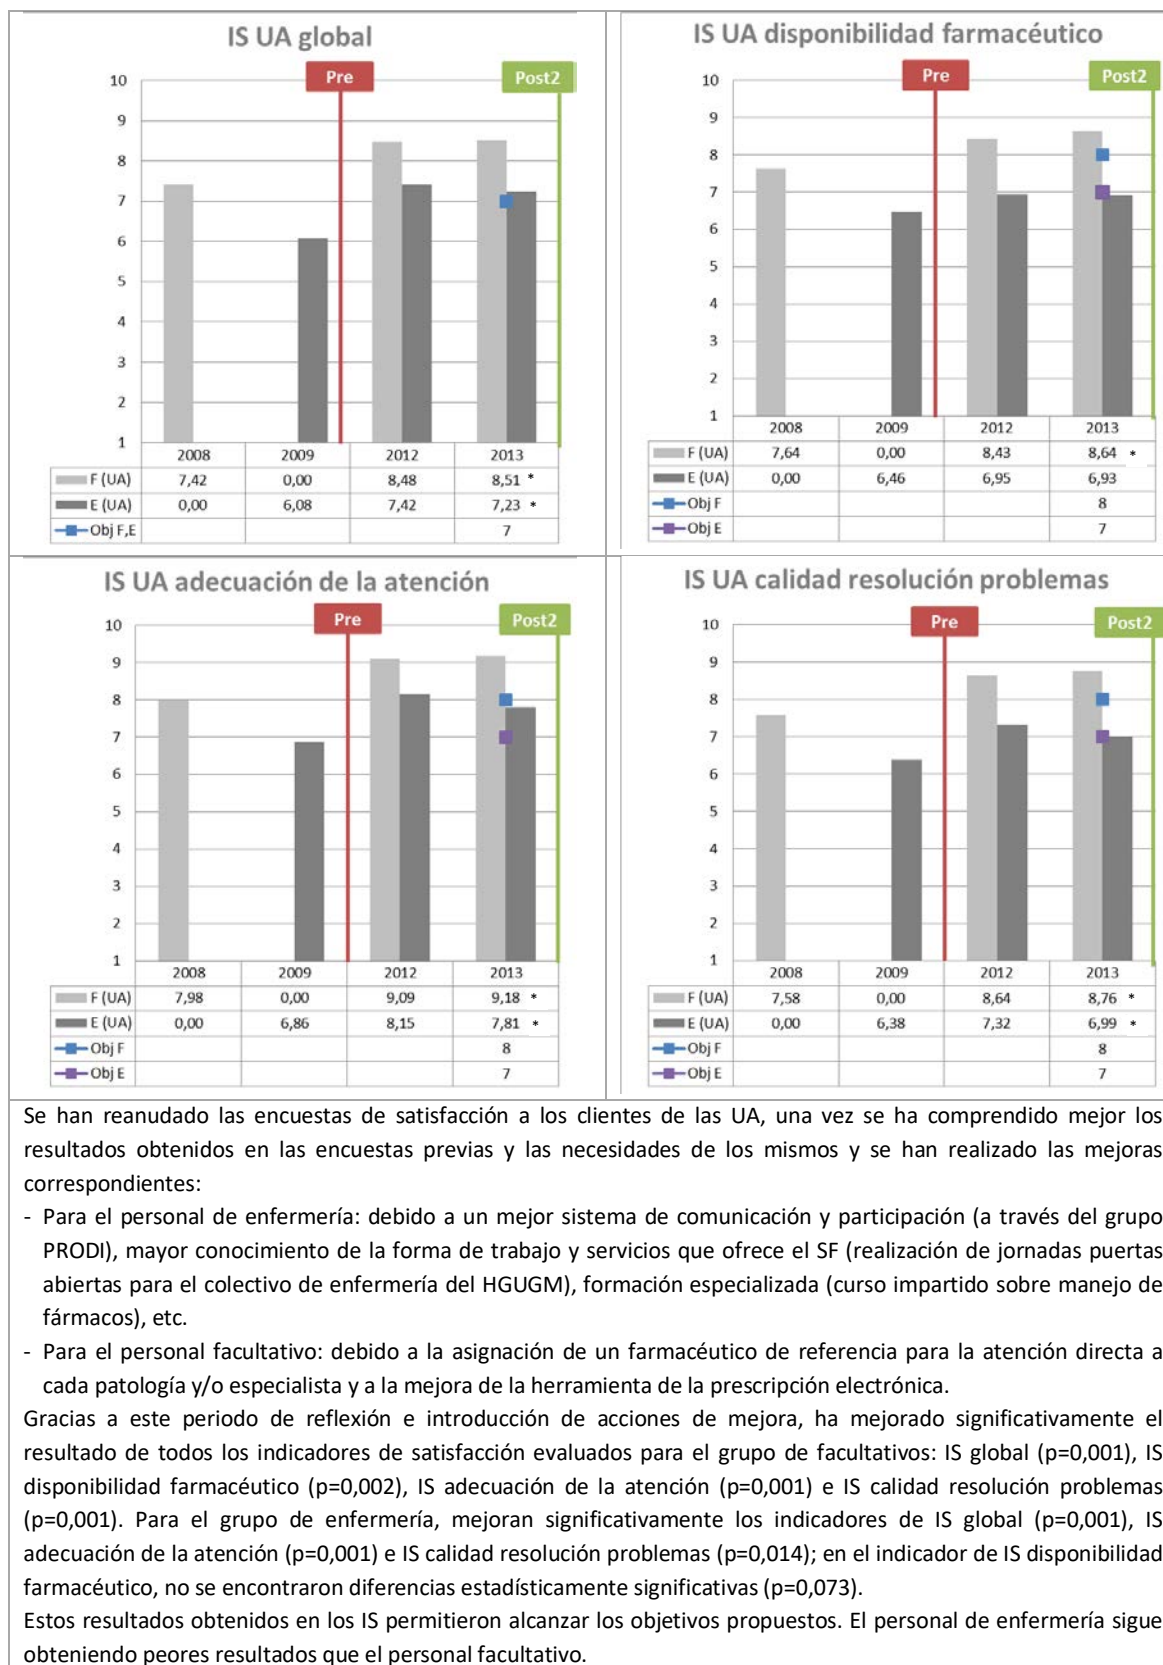 IS UA global
Pre
Post2
10
9
8
7
6
5
4
3
2
1
2008 2009 2012 2013
F (UA) 7,42 0,00 8,48 8,51 *
E (UA) 0,00 6,08 7,42 7,23 *
Obj F,E 7
IS UA disponibilidad farmacéutico
Pre
Post2
10
9
8
7
6
5
4
3
2
1
2008 2009 2012 2013
F (UA) 7,64 0,00 8,43 8,64 *
E (UA) 0,00 6,46 6,95 6,93
Obj F 8
Obj E 7
IS UA adecuación de la atención
Pre
Post2
10
9
8
7
6
5
4
3
2
1
2008 2009 2012 2013
F (UA) 7,98 0,00 9,09 9,18 *
E (UA) 0,00 6,86 8,15 7,81 *
Obj F 8
Obj E 7
IS UA calidad resolución problemas
Pre
Post2
10
9
8
7
6
5
4
3
2
1
2008 2009 2012 2013
F (UA) 7,58 0,00 8,64 8,76 *
E (UA) 0,00 6,38 7,32 6,99 *
Obj F 8
Obj E 7
Se han reanudado las encuestas de satisfacción a los clientes de las UA, una vez se ha comprendido mejor los
resultados obtenidos en las encuestas previas y las necesidades de los mismos y se han realizado las mejoras
correspondientes:
- Para el personal de enfermería: debido a un mejor sistema de comunicación y participación (a través del grupo
PRODI), mayor conocimiento de la forma de trabajo y servicios que ofrece el SF (realización de jornadas puertas
abiertas para el colectivo de enfermería del HGUGM), formación especializada (curso impartido sobre manejo de
fármacos), etc.
- Para el personal facultativo: debido a la asignación de un farmacéutico de referencia para la atención directa a
cada patología y/o especialista y a la mejora de la herramienta de la prescripción electrónica.
Gracias a este periodo de reflexión e introducción de acciones de mejora, ha mejorado significativamente el
resultado de todos los indicadores de satisfacción evaluados para el grupo de facultativos: IS global (p=0,001), IS
disponibilidad farmacéutico (p=0,002), IS adecuación de la atención (p=0,001) e IS calidad resolución problemas
(p=0,001). Para el grupo de enfermería, mejoran significativamente los indicadores de IS global (p=0,001), IS
adecuación de la atención (p=0,001) e IS calidad resolución problemas (p=0,014); en el indicador de IS disponibilidad
farmacéutico, no se encontraron diferencias estadísticamente significativas (p=0,073).
Estos resultados obtenidos en los IS permitieron alcanzar los objetivos propuestos. El personal de enfermería sigue
obteniendo peores resultados que el personal facultativo.